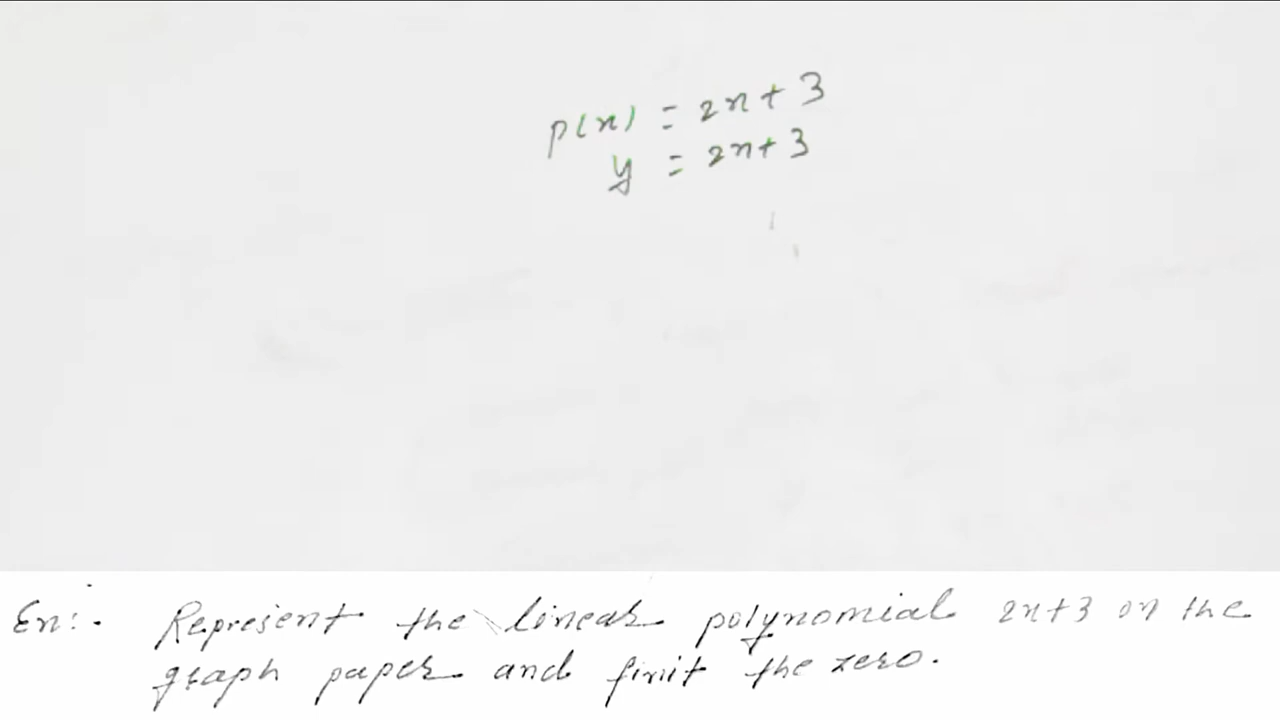 p(x) = 2x + 3
y = 2x + 3
Ex:. Represent the linear polynomial 2x+3 on the
graph paper and find the zero.